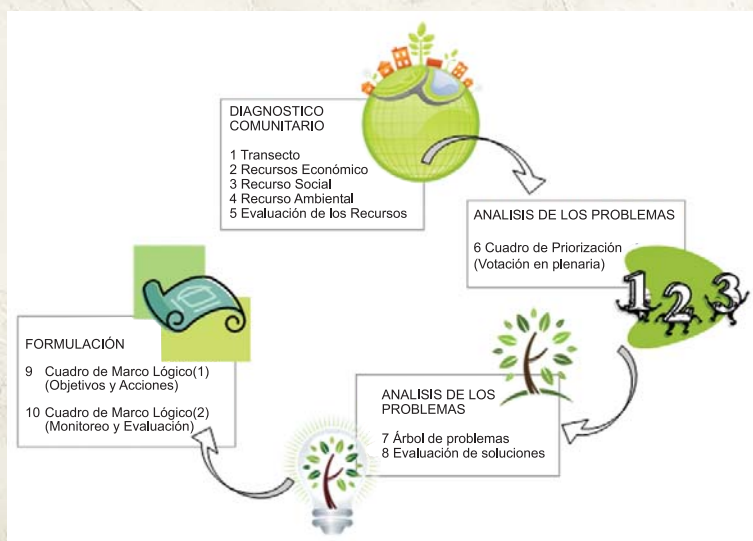 DIAGNOSTICO
COMUNITARIO
1 Transecto
2 Recursos Económico
3 Recurso Social
4 Recurso Ambiental
5 Evaluación de los Recursos
ANALISIS DE LOS PROBLEMAS
6 Cuadro de Priorización
(Votación en plenaria)
1 2 3
ANALISIS DE LOS
PROBLEMAS
7 Árbol de problemas
8 Evaluación de soluciones
FORMULACIÓN
9 Cuadro de Marco Lógico(1)
(Objetivos y Acciones)
10 Cuadro de Marco Lógico(2)
(Monitoreo y Evaluación)